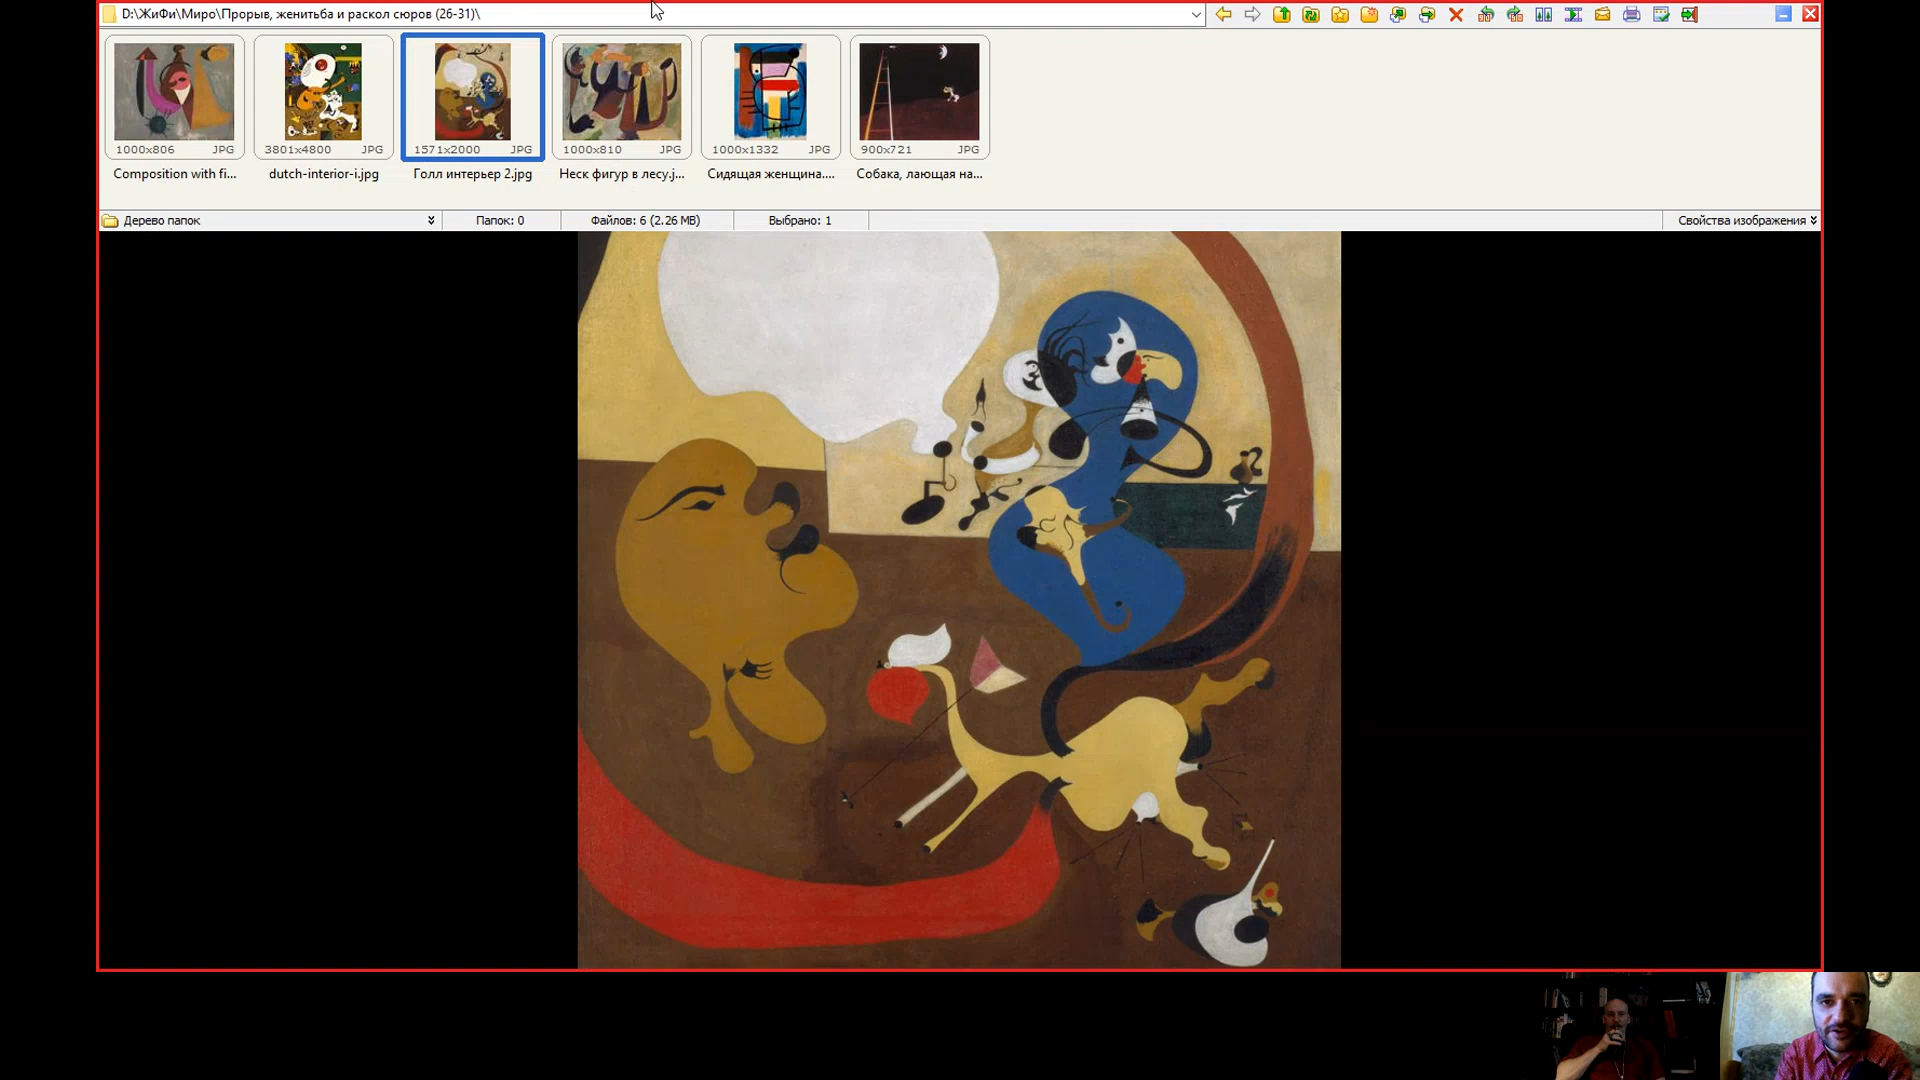 D:\ЖиФи\Миро\Прорыв, женитьба и раскол сюров (26-31)\
1000x806 JPG
3801x4800 JPG
1571x2000 JPG
1000x810 JPG
1000x1332 JPG
900x721 JPG
Composition with fi...
dutch-interior-i.jpg
Голл интерьер 2.jpg
Неск фигур в лесу.j...
Сидящая женщина....
Собака, лающая на...
Дерево папок
Папок: 0
Файлов: 6 (2.26 MB)
Выбрано: 1
Свойства изображения